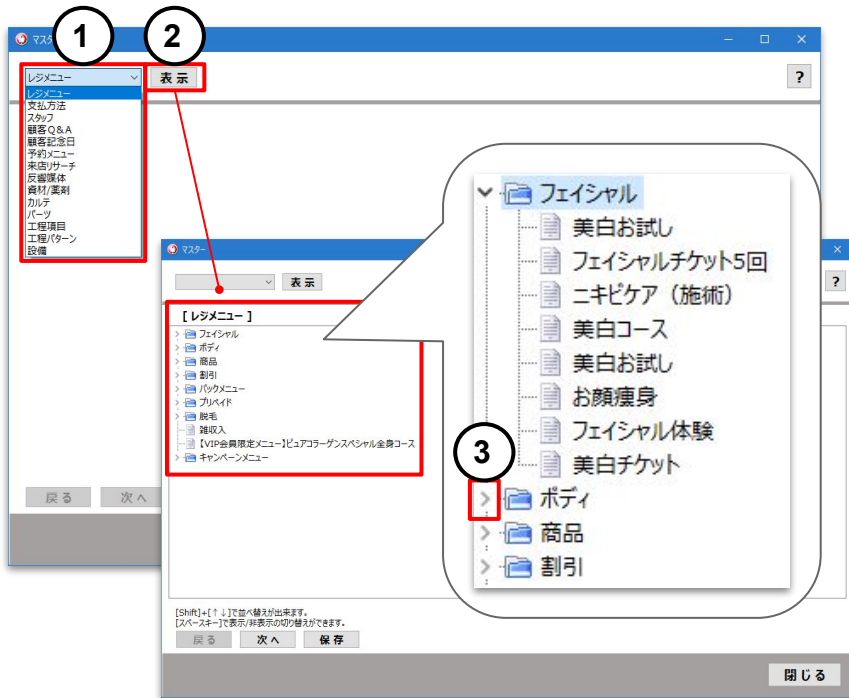 1
2
マスター
レジメニュー
表示
?
レジメニュー
支払方法
スタッフ
顧客Q&A
顧客記念日
予約メニュー
来店リサーチ
反響媒体
資材/薬剤
カルテ
パーツ
工程項目
工程パターン
設備
戻る
次へ
マスター
表示
?
[レジメニュー]
フェイシャル
ボディ
商品
割引
パックメニュー
プリペイド
脱毛
雑収入
【VIP会員限定メニュー】ピュアコラーゲンスペシャル全身コース
キャンペーンメニュー
フェイシャル
美白お試し
フェイシャルチケット5回
ニキビケア（施術）
美白コース
美白お試し
お顔痩身
フェイシャル体験
美白チケット
3
ボディ
商品
割引
[Shift]+[↑↓]で並べ替えが出来ます。
[スペースキー]で表示/非表示の切り替えができます。
戻る
次へ
保存
閉じる